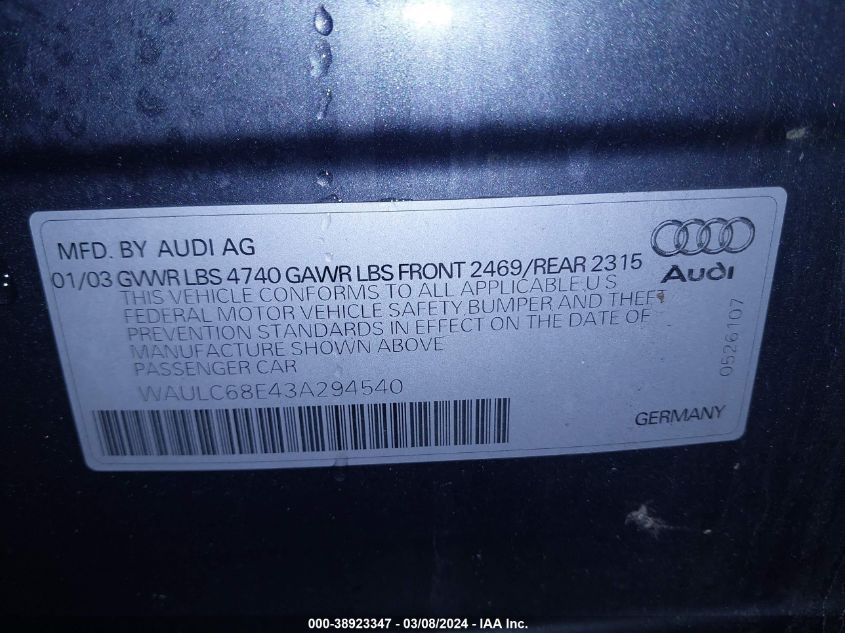 MFD. BY AUDI AG
01/03 GVWR LBS 4740 GAWR LBS FRONT 2469/REAR 2315
THIS VEHICLE CONFORMS TO ALL APPLICABLE U S
FEDERAL MOTOR VEHICLE SAFETY BUMPER AND THEFT
PREVENTION STANDARDS IN EFFECT ON THE DATE OF
MANUFACTURE SHOWN ABOVE
PASSENGER CAR
WAULC68E43A294540
Audi
0526107
GERMANY
000-38923347 - 03/08/2024 - IAA Inc.